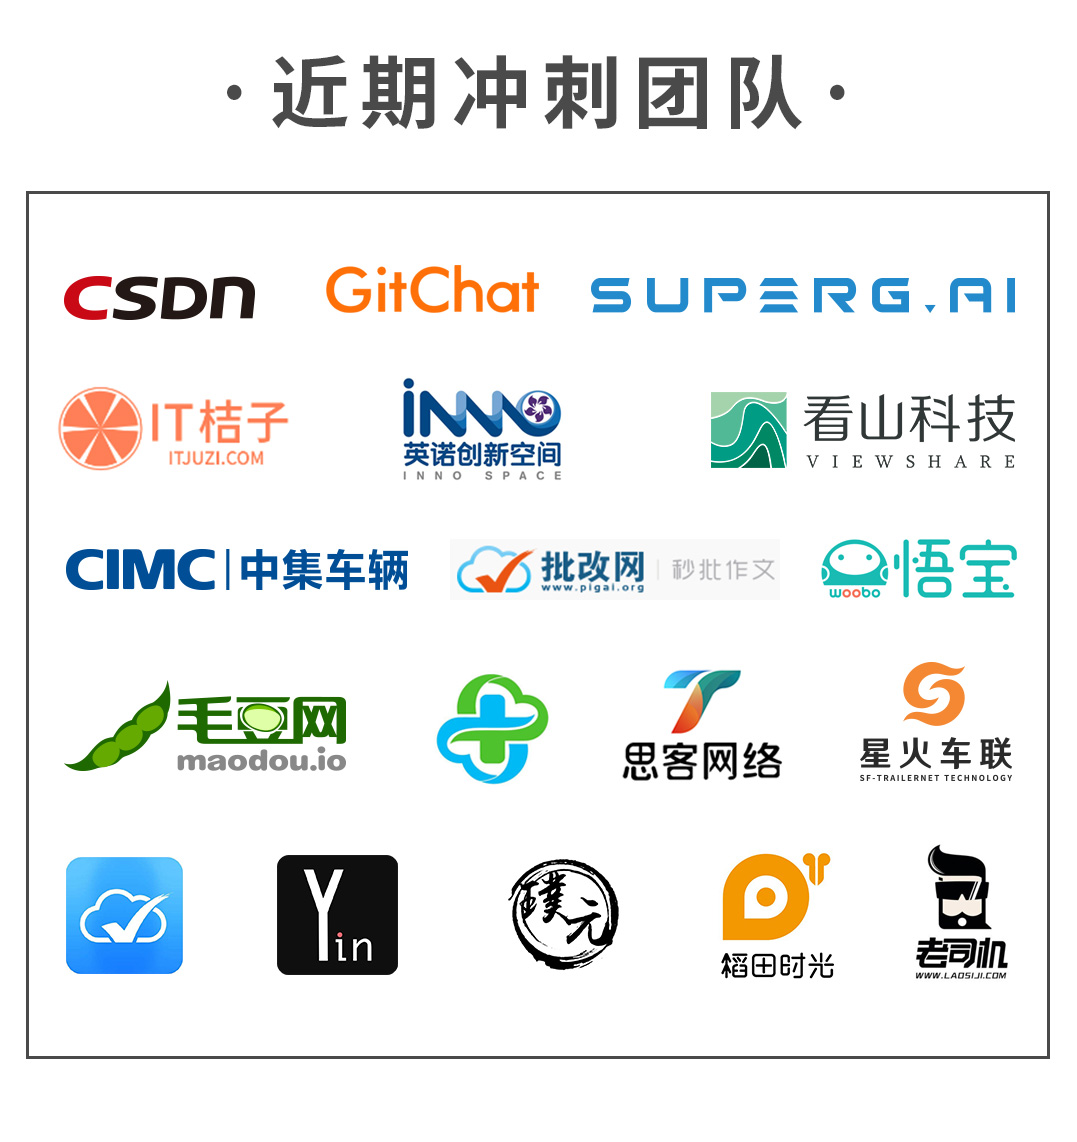 ·近期冲刺团队·
CSDN
GitChat
SUPERG.AI
IT桔子
ITJUZI.COM
INNO
英诺创新空间
INNO SPACE
看山科技
VIEWSHARE
CIMC|中集车辆
批改网|秒批作文
www.pigai.org
悟宝
woobo
毛豆网
maodou.io
思客网络
星火车联
SF-TRAILERNET TECHNOLOGY
Yin
璞元
稻田时光
老司机
WWW.LAOSIJI.COM